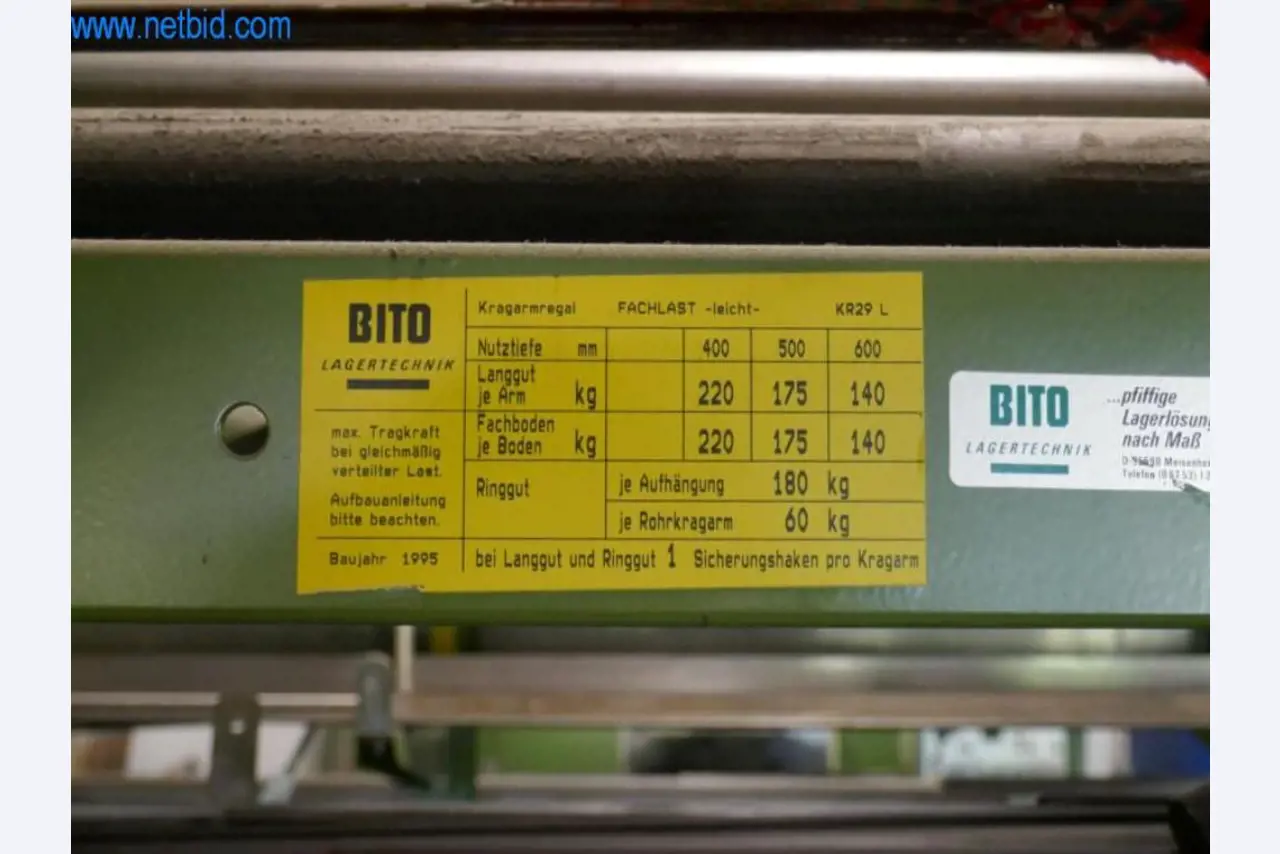 www.netbid.com
BITO
LAGERTECHNIK
max. Tragkraft
bei gleichmäßig
verteilter Last.
Aufbauanleitung
bitte beachten.
Baujahr 1995
Kragarmregal FACHLAST -leicht- KR29 L
Nutztiefe mm 400 500 600
Langgut
je Arm kg 220 175 140
Fachboden
je Boden kg 220 175 140
Ringgut je Aufhängung 180 kg
je Rohrkragarm 60 kg
bei Langgut und Ringgut 1 Sicherungshaken pro Kragarm
BITO
LAGERTECHNIK
...pfiffige
Lagerlösung
nach Maß
Telefon